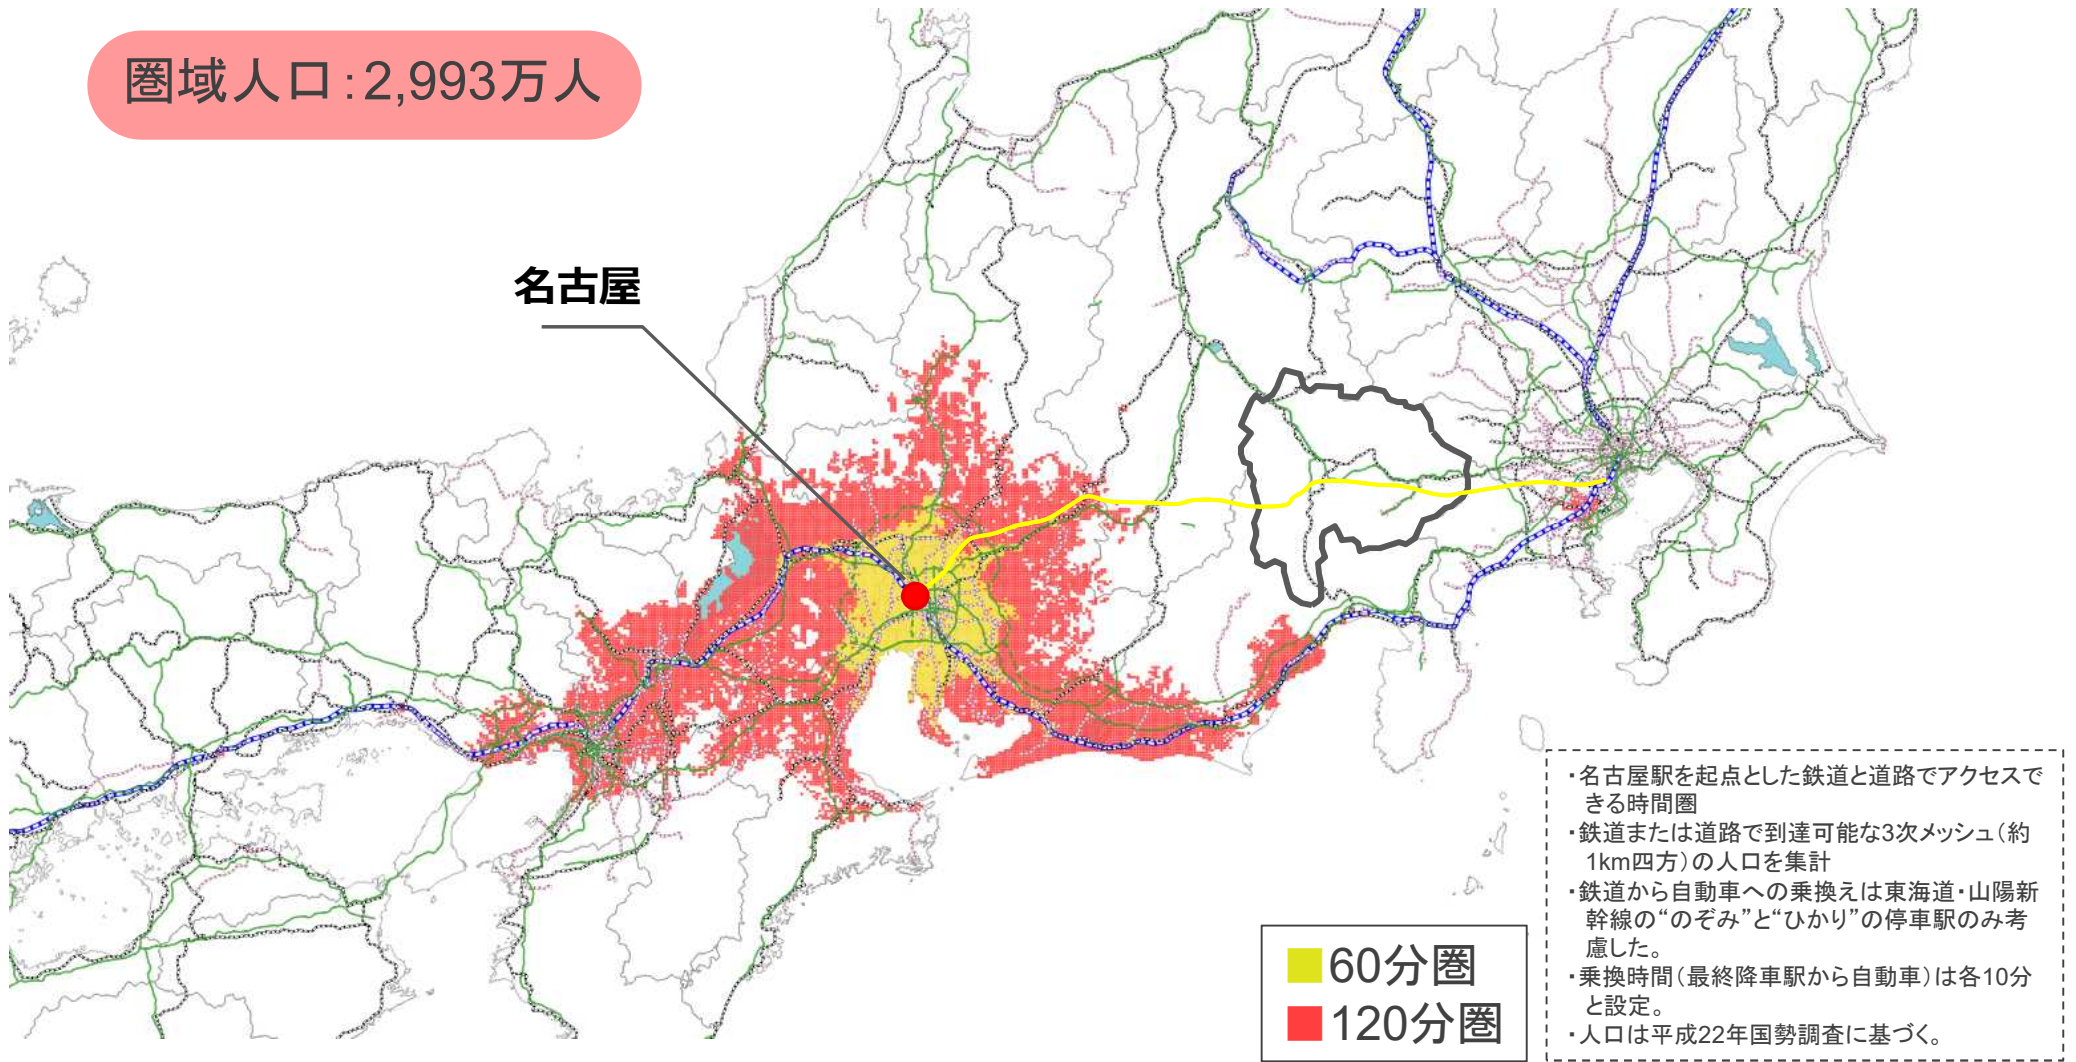 圏域人口：2,993万人
名古屋
・名古屋駅を起点とした鉄道と道路でアクセスで
きる時間圏
・鉄道または道路で到達可能な3次メッシュ（約
1km四方）の人口を集計
・鉄道から自動車への乗換えは東海道・山陽新
幹線の“のぞみ”と“ひかり”の停車駅のみ考
慮した。
・乗換時間（最終降車駅から自動車）は各10分
と設定。
・人口は平成22年国勢調査に基づく。
60分圏
120分圏